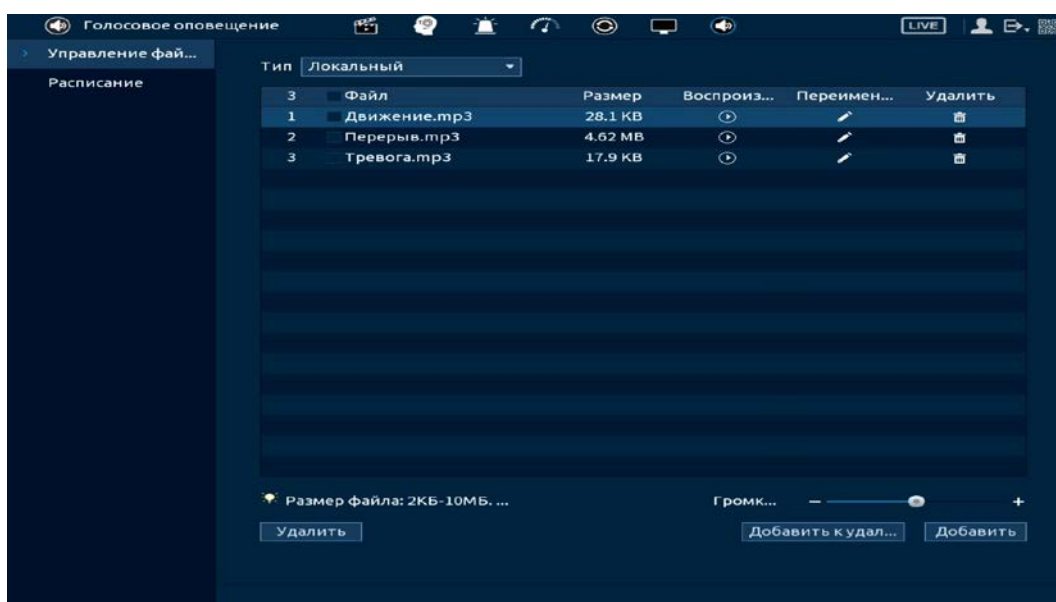 Голосовое оповещение LIVE
Управление фай...
Расписание
Тип Локальный
3 Файл Размер Воспроиз... Переимен... Удалить
1 Движение.mp3 28.1 KB
2 Перерыв.mp3 4.62 MB
3 Тревога.mp3 17.9 KB
Размер файла: 2КБ-10МБ. ... Громк... − +
Удалить Добавить к удал... Добавить